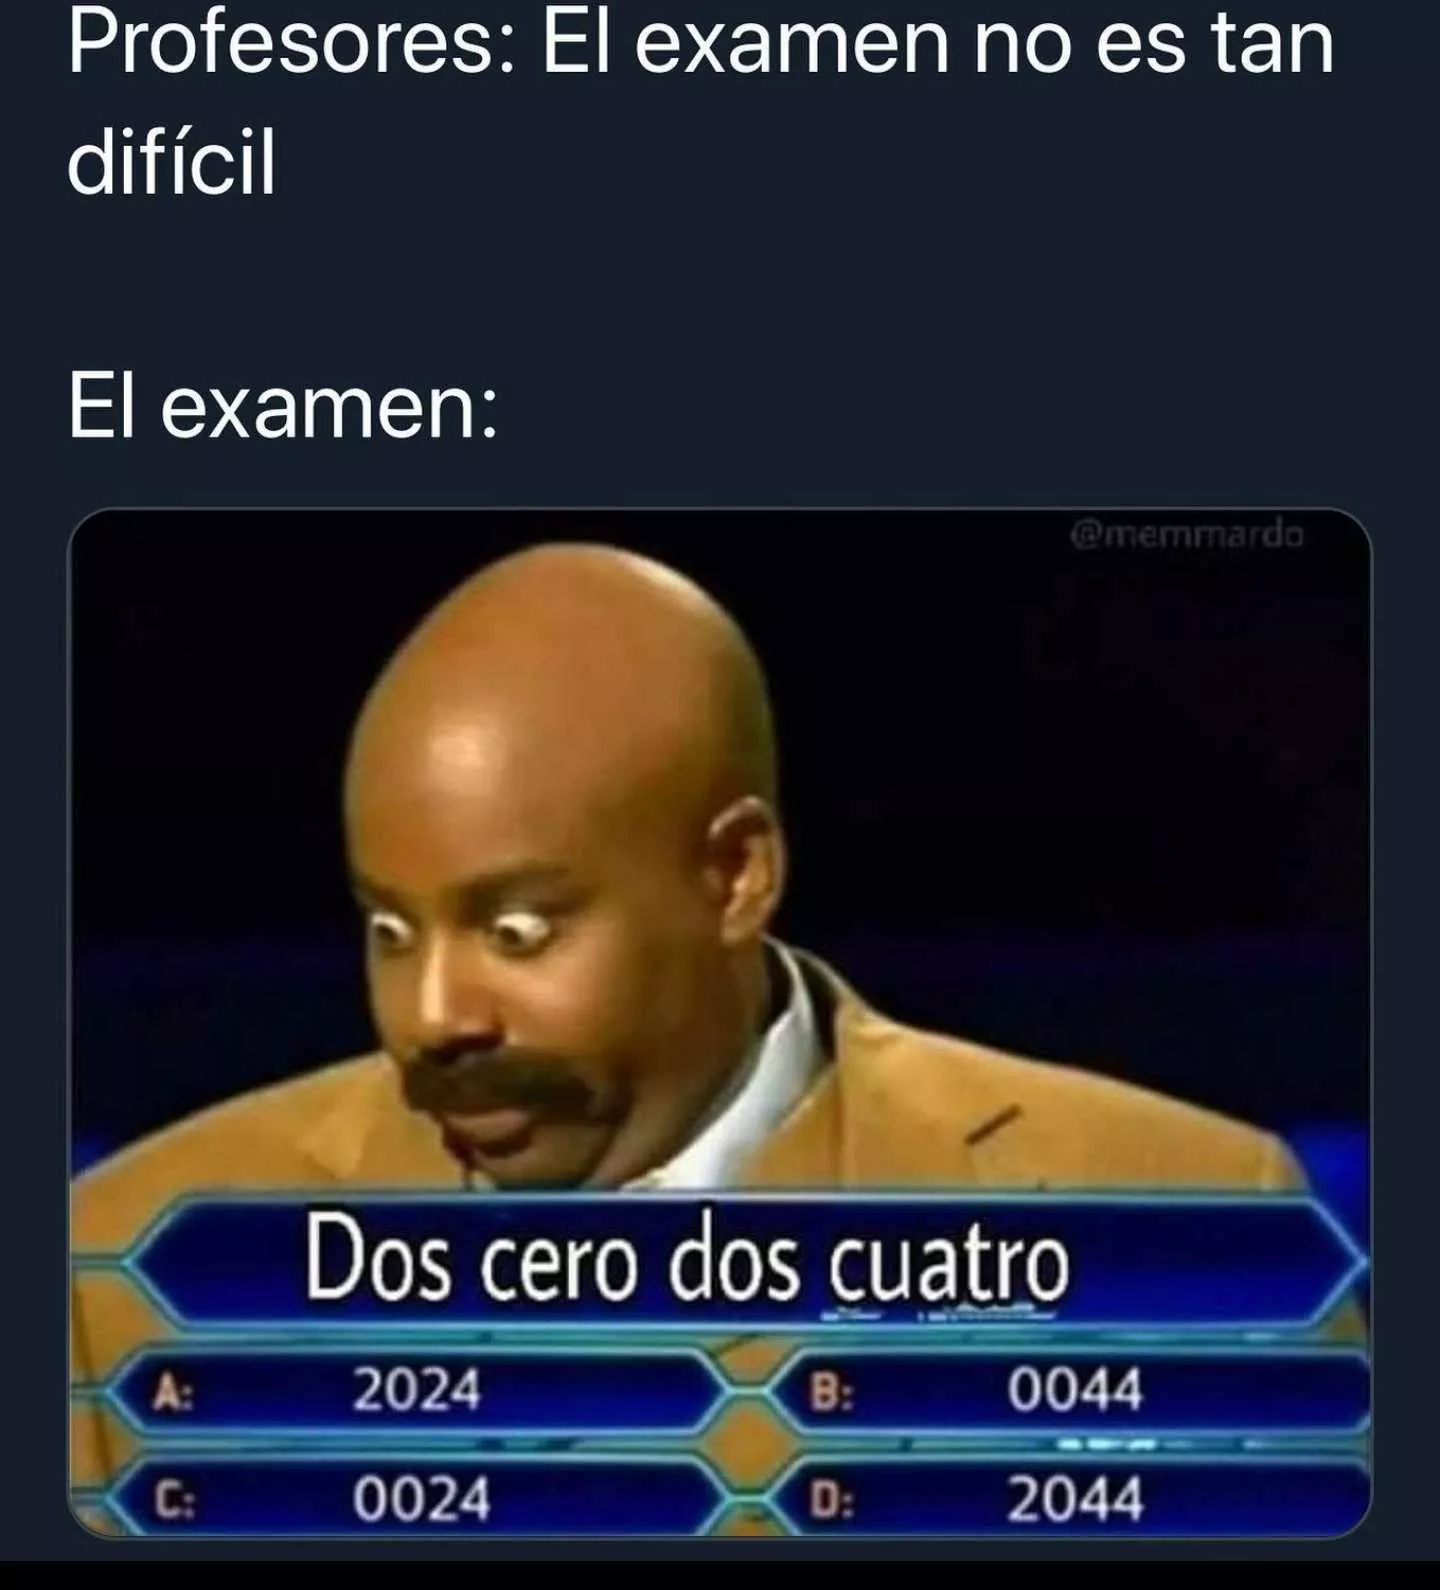 Profesores: El examen no es tan
difícil
El examen:
@memmardo
Dos cero dos cuatro
A: 2024
B: 0044
C: 0024
D: 2044